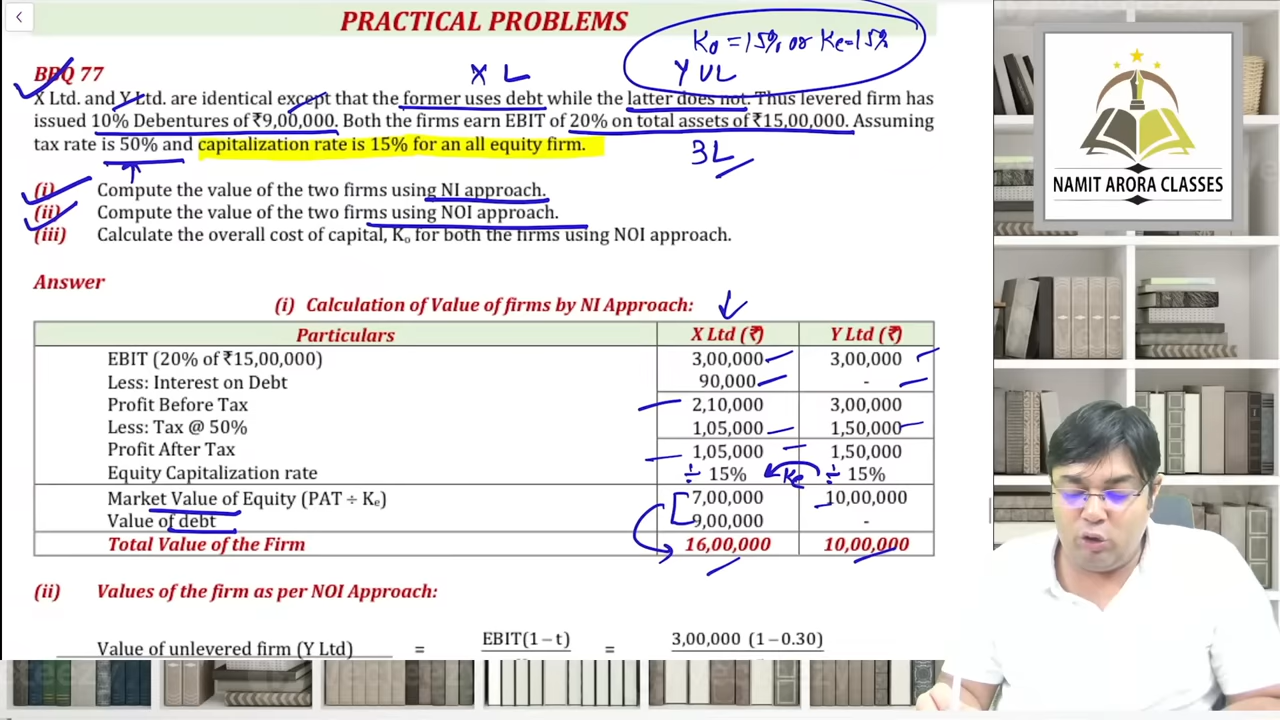 PRACTICAL PROBLEMS
K₀ = 15% or Ke = 15%
X L
Y UL
BBQ 77
X Ltd. and Y Ltd. are identical except that the former uses debt while the latter does not. Thus levered firm has
issued 10% Debentures of ₹9,00,000. Both the firms earn EBIT of 20% on total assets of ₹15,00,000. Assuming
tax rate is 50% and capitalization rate is 15% for an all equity firm.
3L
(i) Compute the value of the two firms using NI approach.
(ii) Compute the value of the two firms using NOI approach.
(iii) Calculate the overall cost of capital, Kₒ for both the firms using NOI approach.
NAMIT ARORA CLASSES
Answer
(i) Calculation of Value of firms by NI Approach:
Particulars X Ltd (₹) Y Ltd (₹)
EBIT (20% of ₹15,00,000) 3,00,000 3,00,000
Less: Interest on Debt 90,000 -
Profit Before Tax 2,10,000 3,00,000
Less: Tax @ 50% 1,05,000 1,50,000
Profit After Tax 1,05,000 1,50,000
Equity Capitalization rate ÷ 15% Ke ÷ 15%
Market Value of Equity (PAT ÷ Kₑ) 7,00,000 10,00,000
Value of debt 9,00,000 -
Total Value of the Firm 16,00,000 10,00,000
(ii) Values of the firm as per NOI Approach:
Value of unlevered firm (Y Ltd) = EBIT(1 – t) = 3,00,000 (1 – 0.30)